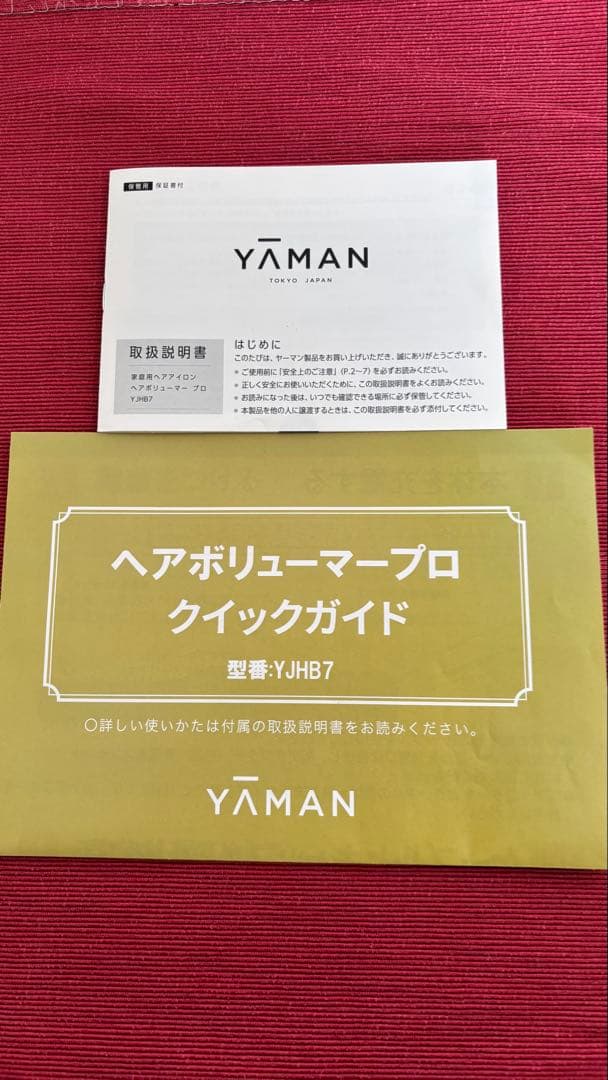 保管用 保証書付
YĀMAN
TOKYO JAPAN
取扱説明書
家庭用ヘアアイロン
ヘアボリューマー プロ
YJHB7
はじめに
このたびは、ヤーマン製品をお買い上げいただき、誠にありがとうございます。
● ご使用前に「安全上のご注意」(P.2〜7)を必ずお読みください。
● 正しく安全にお使いいただくために、この取扱説明書をよくお読みください。
● お読みになった後は、いつでも確認できる場所に必ず保管してください。
● 本製品を他の人に譲渡するときは、この取扱説明書を必ず添付してください。
ヘアボリューマープロ
クイックガイド
型番:YJHB7
〇詳しい使いかたは付属の取扱説明書をお読みください。
YĀMAN